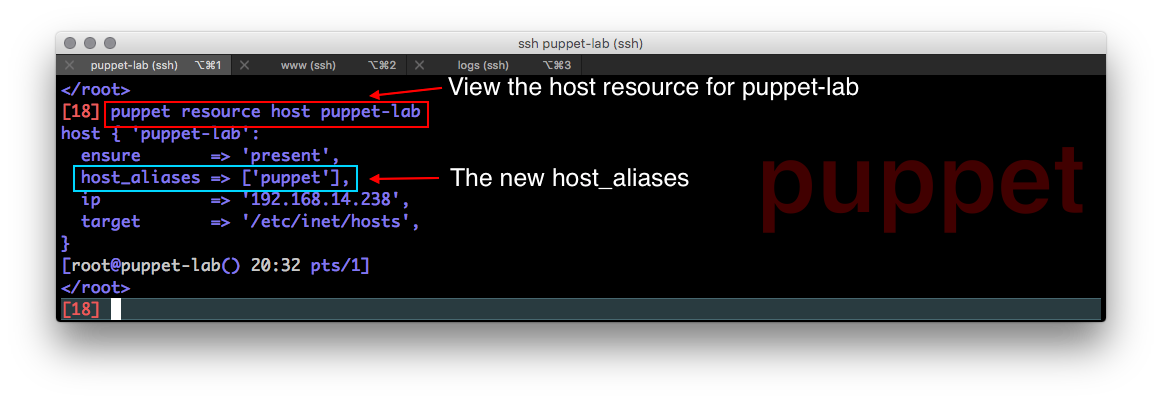 ssh puppet-lab (ssh)
puppet-lab (ssh) ⌥⌘1 www (ssh) ⌥⌘2 logs (ssh) ⌥⌘3
</root>
View the host resource for puppet-lab
[18] puppet resource host puppet-lab
host { 'puppet-lab':
  ensure       => 'present',
  host_aliases => ['puppet'],
The new host_aliases
  ip           => '192.168.14.238',
  target       => '/etc/inet/hosts',
}
[root@puppet-lab() 20:32 pts/1]
</root>
[18]
puppet